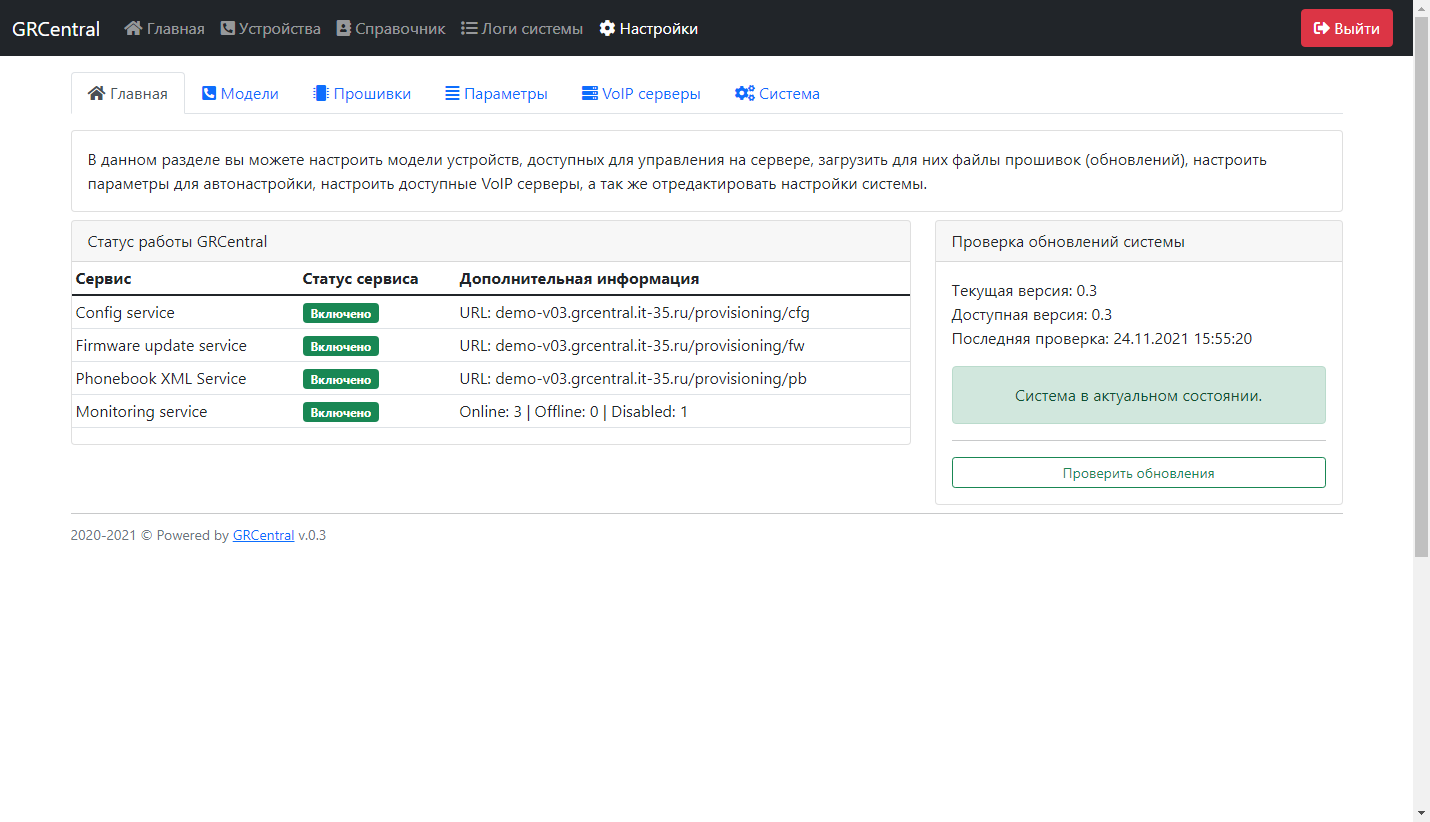 GRCentral Главная Устройства Справочник Логи системы Настройки Выйти
Главная Модели Прошивки Параметры VoIP серверы Система
В данном разделе вы можете настроить модели устройств, доступных для управления на сервере, загрузить для них файлы прошивок (обновлений), настроить
параметры для автонастройки, настроить доступные VoIP серверы, а так же отредактировать настройки системы.
Статус работы GRCentral
Сервис Статус сервиса Дополнительная информация
Config service Включено URL: demo-v03.grcentral.it-35.ru/provisioning/cfg
Firmware update service Включено URL: demo-v03.grcentral.it-35.ru/provisioning/fw
Phonebook XML Service Включено URL: demo-v03.grcentral.it-35.ru/provisioning/pb
Monitoring service Включено Online: 3 | Offline: 0 | Disabled: 1
Проверка обновлений системы
Текущая версия: 0.3
Доступная версия: 0.3
Последняя проверка: 24.11.2021 15:55:20
Система в актуальном состоянии.
Проверить обновления
2020-2021 © Powered by GRCentral v.0.3